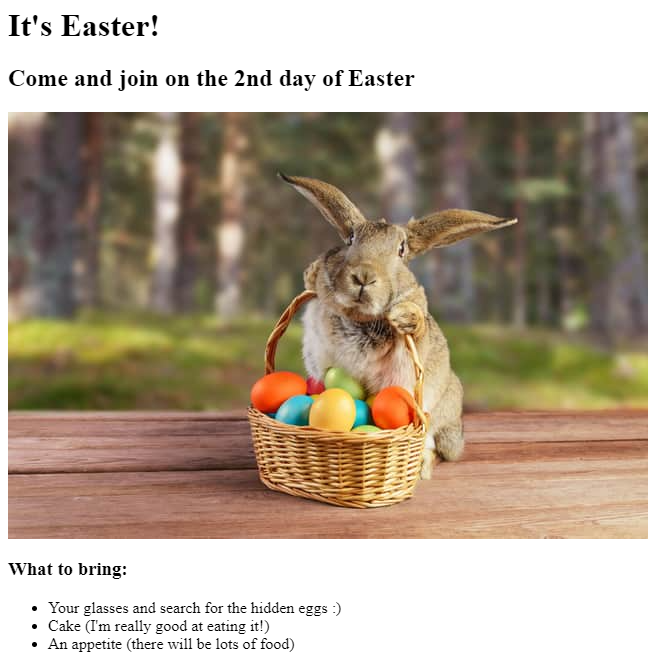 It's Easter!
Come and join on the 2nd day of Easter
What to bring:
Your glasses and search for the hidden eggs :)
Cake (I'm really good at eating it!)
An appetite (there will be lots of food)